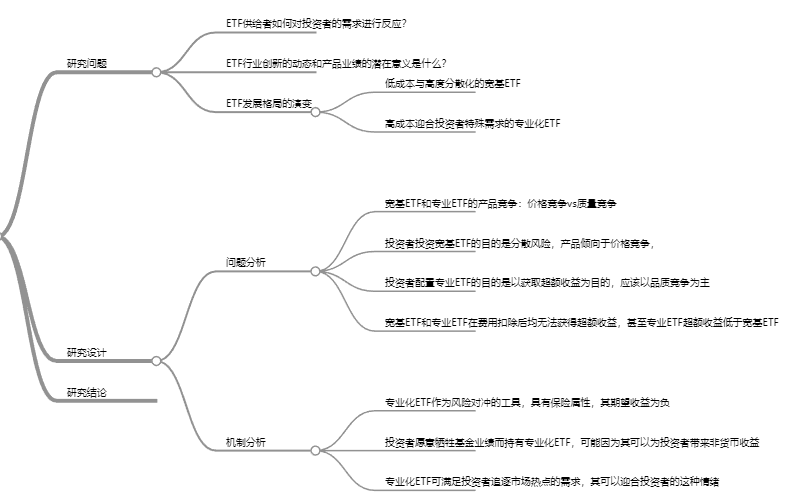 ETF供给者如何对投资者的需求进行反应？
研究问题
ETF行业创新的动态和产品业绩的潜在意义是什么？
低成本与高度分散化的宽基ETF
ETF发展格局的演变
高成本迎合投资者特殊需求的专业化ETF
宽基ETF和专业ETF的产品竞争：价格竞争vs质量竞争
投资者投资宽基ETF的目的是分散风险，产品倾向于价格竞争，
问题分析
投资者配置专业ETF的目的是以获取超额收益为目的，应该以品质竞争为主
宽基ETF和专业ETF在费用扣除后均无法获得超额收益，甚至专业ETF超额收益低于宽基ETF
研究设计
研究结论
专业化ETF作为风险对冲的工具，具有保险属性，其期望收益为负
机制分析
投资者愿意牺牲基金业绩而持有专业化ETF，可能因为其可以为投资者带来非货币收益
专业化ETF可满足投资者追逐市场热点的需求，其可以迎合投资者的这种情绪